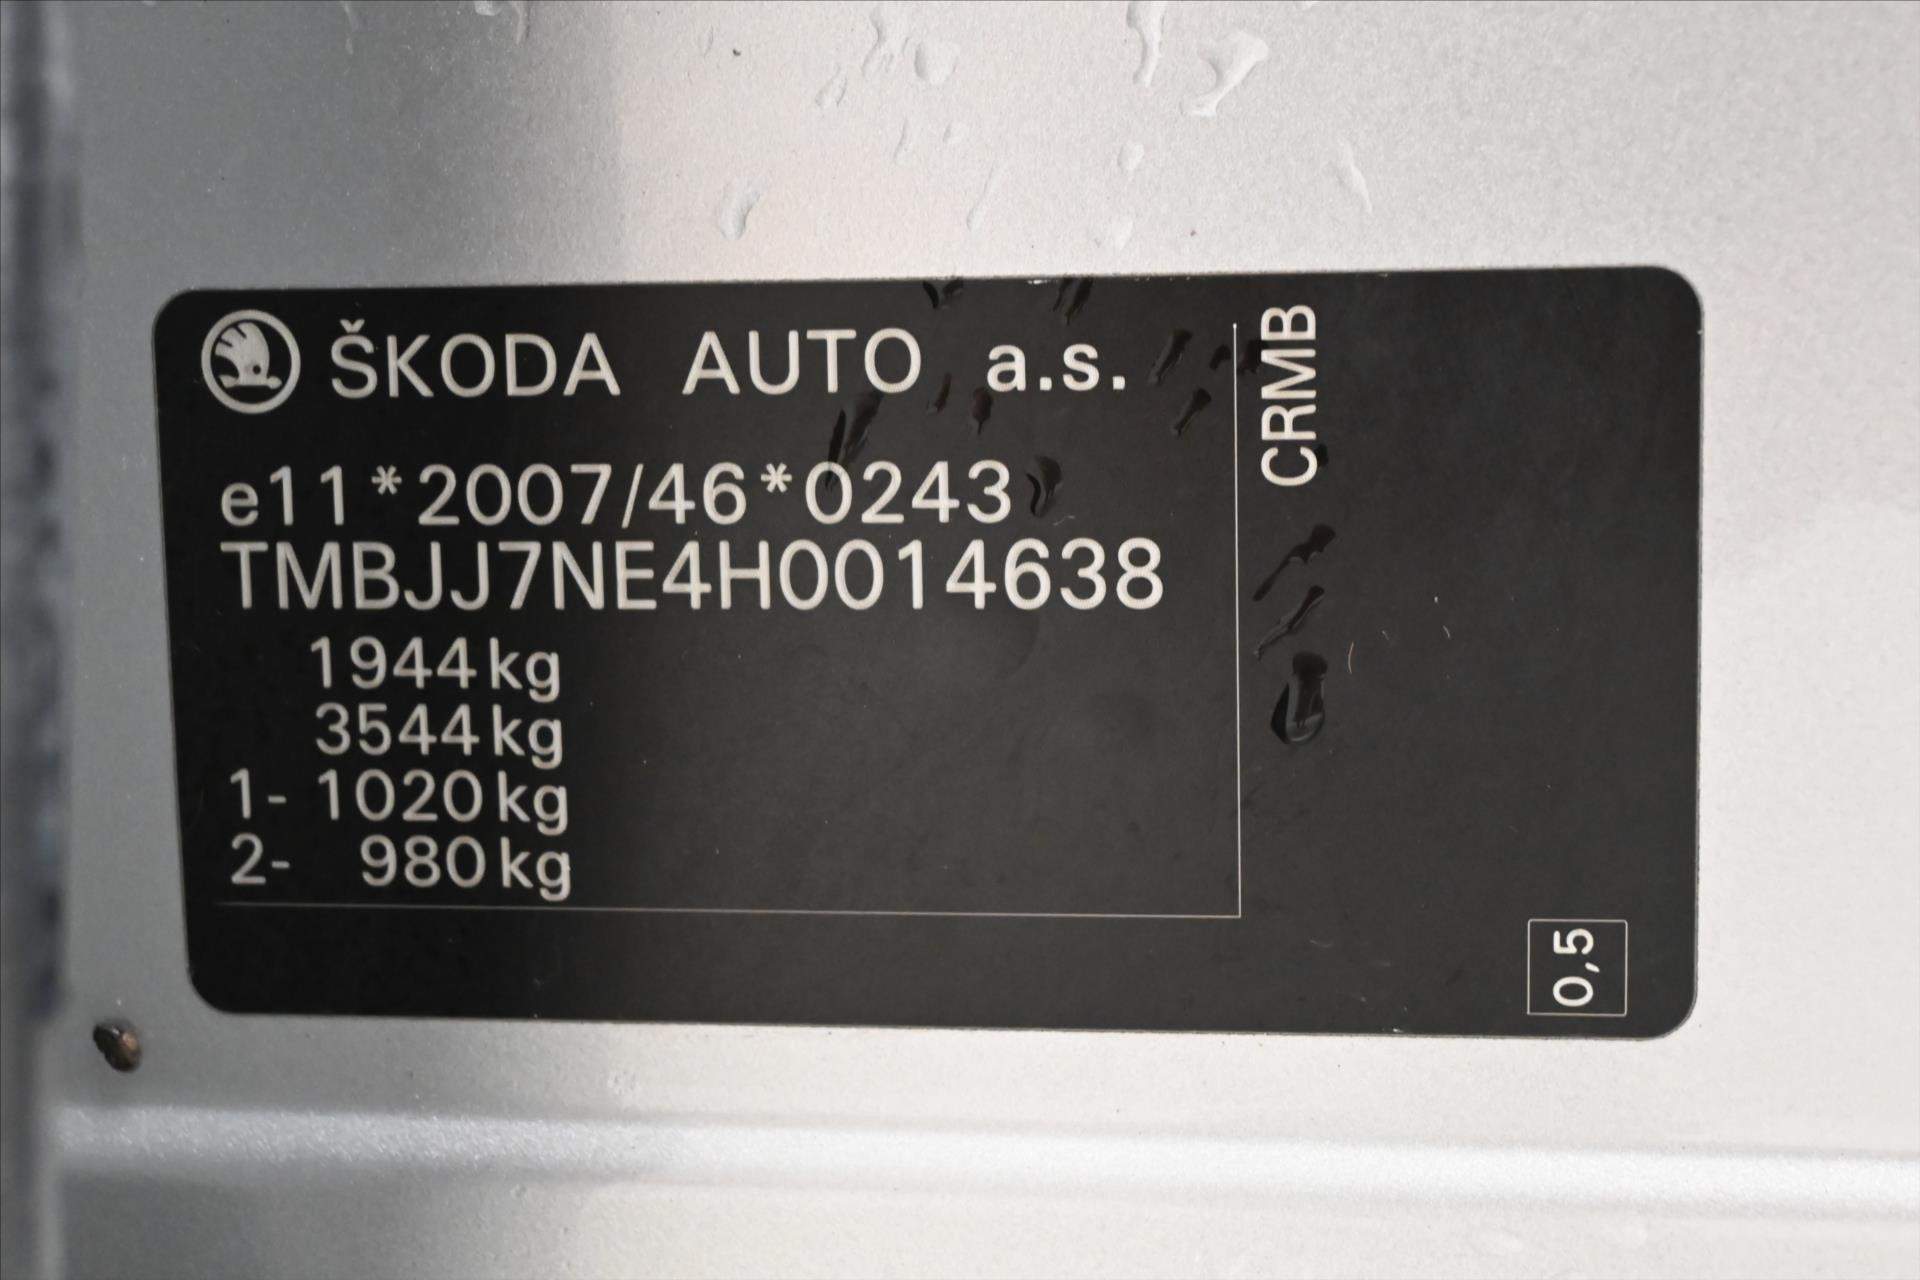 ŠKODA AUTO a.s.
e11*2007/46*0243
TMBJJ7NE4H0014638
1944kg
3544kg
1- 1020kg
2- 980kg
CRMB
0,5